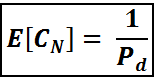 E[C_N] = 1/P_d